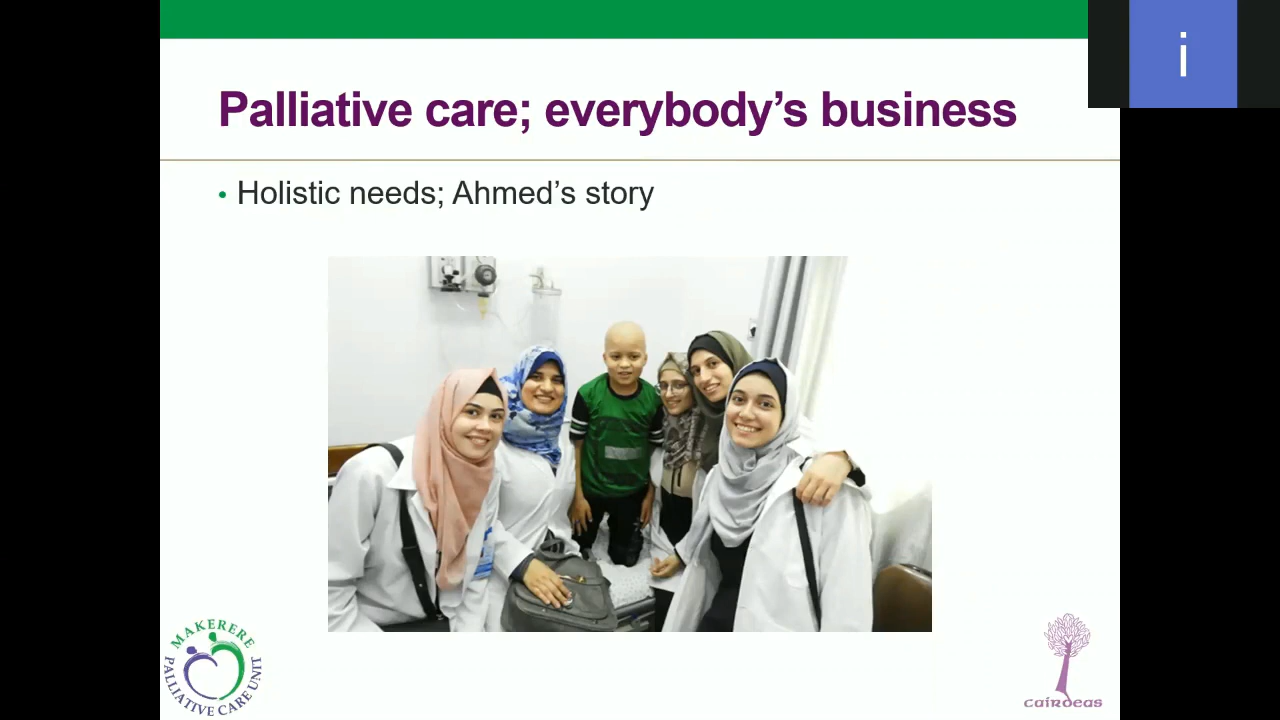 i
Palliative care; everybody’s business
• Holistic needs; Ahmed’s story
MAKERERE
PALLIATIVE CARE UNIT
cairdeas